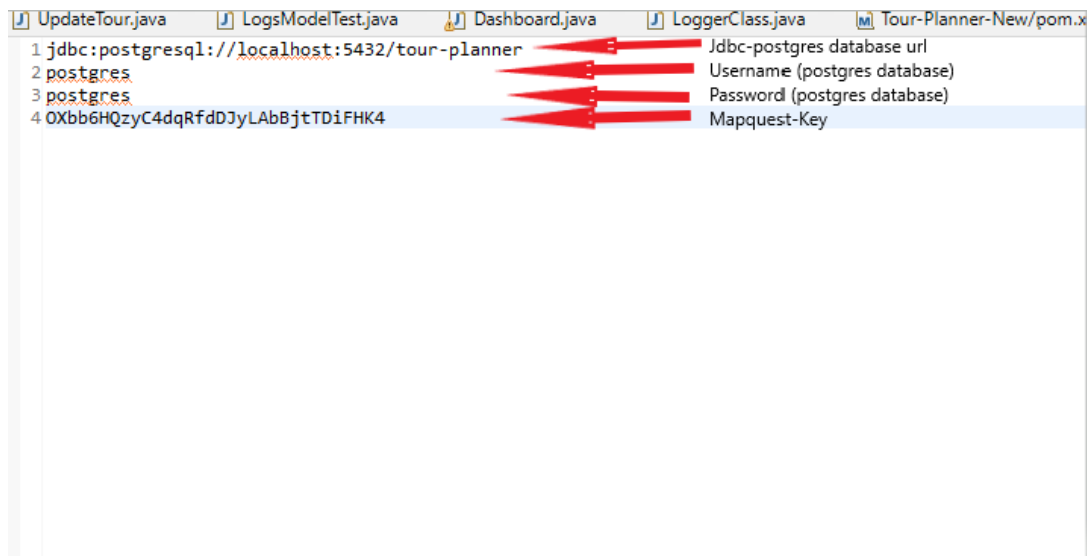 UpdateTour.java LogsModelTest.java Dashboard.java LoggerClass.java Tour-Planner-New/pom.x
1 jdbc:postgresql://localhost:5432/tour-planner Jdbc-postgres database url
2 postgres Username (postgres database)
3 postgres Password (postgres database)
4 OXbb6HQzyC4dqRfdDJyLAbBjtTDiFHK4 Mapquest-Key